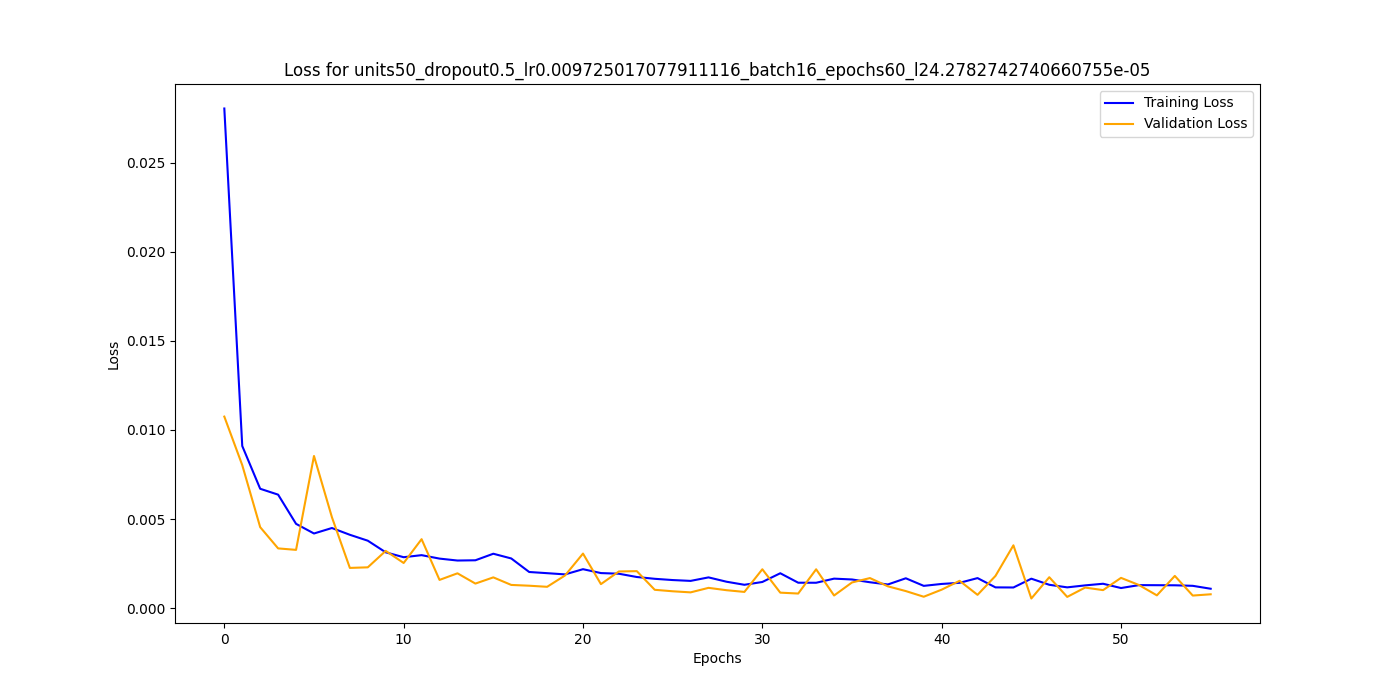 Loss for units50_dropout0.5_lr0.009725017077911116_batch16_epochs60_l24.2782742740660755e-05
Training Loss
Validation Loss
0.025
0.020
0.015
0.010
0.005
0.000
Loss
0 10 20 30 40 50
Epochs